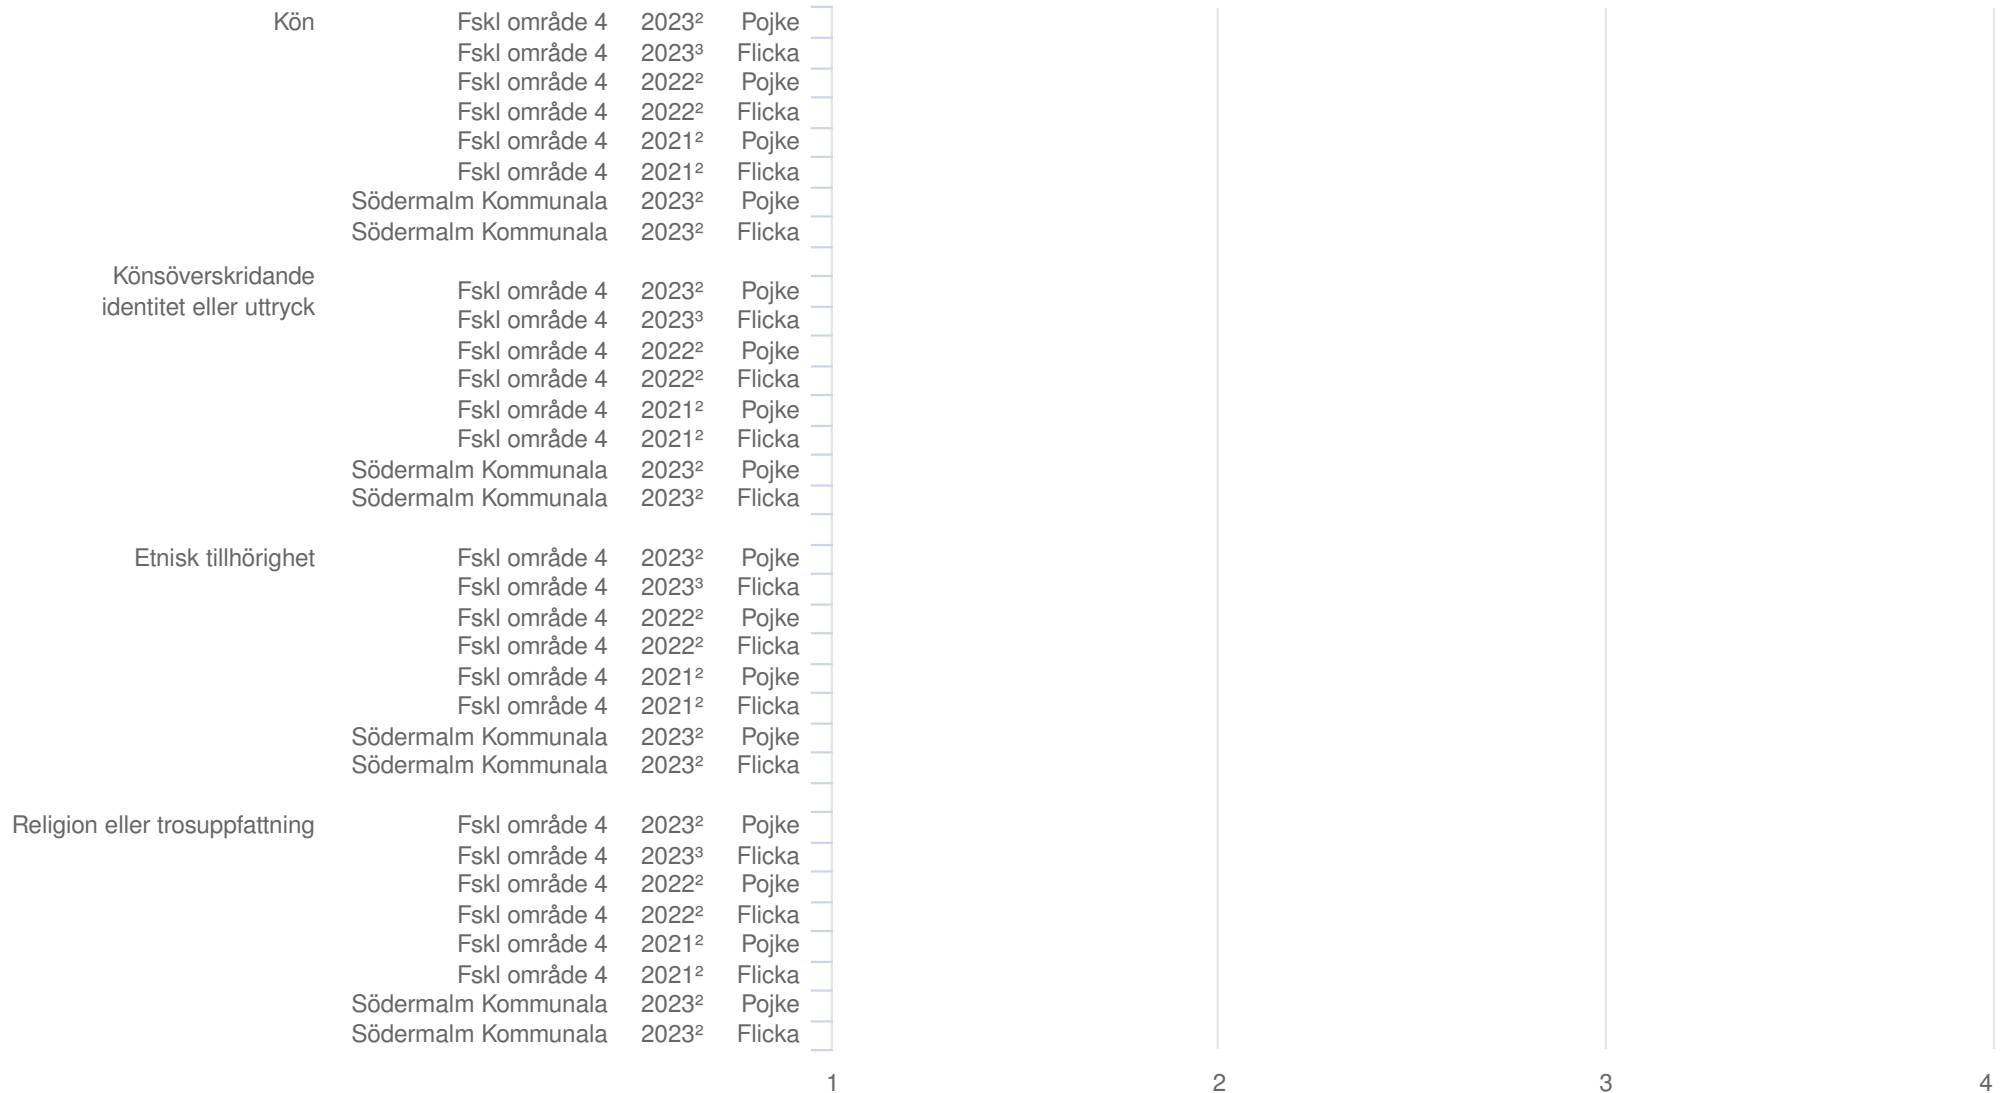 Kön Fskl område 4 2023² Pojke
Fskl område 4 2023³ Flicka
Fskl område 4 2022² Pojke
Fskl område 4 2022² Flicka
Fskl område 4 2021² Pojke
Fskl område 4 2021² Flicka
Södermalm Kommunala 2023² Pojke
Södermalm Kommunala 2023² Flicka
Könsöverskridande
identitet eller uttryck
Fskl område 4 2023² Pojke
Fskl område 4 2023³ Flicka
Fskl område 4 2022² Pojke
Fskl område 4 2022² Flicka
Fskl område 4 2021² Pojke
Fskl område 4 2021² Flicka
Södermalm Kommunala 2023² Pojke
Södermalm Kommunala 2023² Flicka
Etnisk tillhörighet Fskl område 4 2023² Pojke
Fskl område 4 2023³ Flicka
Fskl område 4 2022² Pojke
Fskl område 4 2022² Flicka
Fskl område 4 2021² Pojke
Fskl område 4 2021² Flicka
Södermalm Kommunala 2023² Pojke
Södermalm Kommunala 2023² Flicka
Religion eller trosuppfattning Fskl område 4 2023² Pojke
Fskl område 4 2023³ Flicka
Fskl område 4 2022² Pojke
Fskl område 4 2022² Flicka
Fskl område 4 2021² Pojke
Fskl område 4 2021² Flicka
Södermalm Kommunala 2023² Pojke
Södermalm Kommunala 2023² Flicka
1 2 3 4